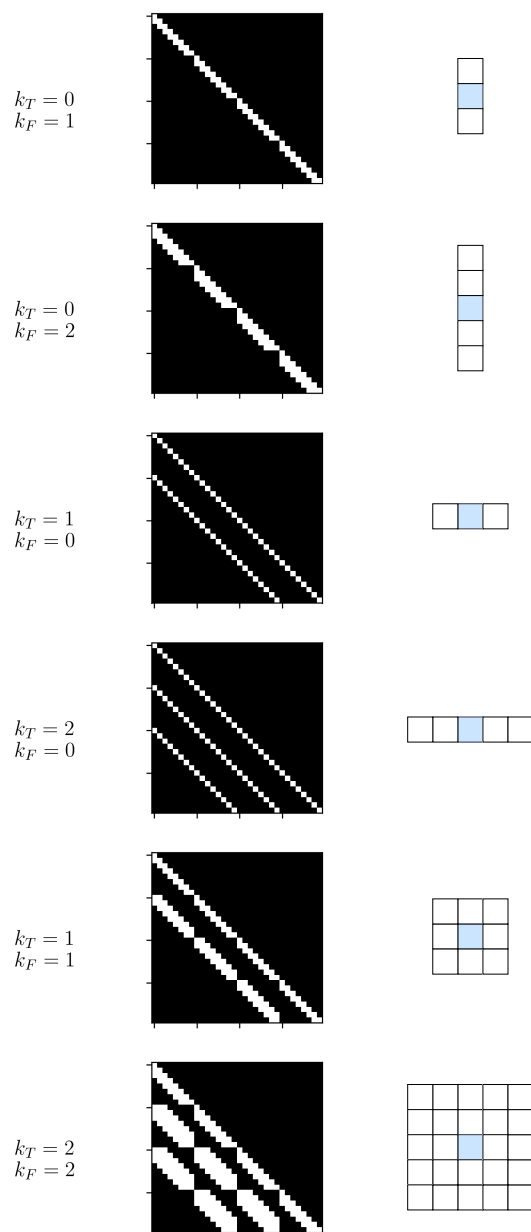 k_T = 0
k_F = 1
k_T = 0
k_F = 2
k_T = 1
k_F = 0
k_T = 2
k_F = 0
k_T = 1
k_F = 1
k_T = 2
k_F = 2